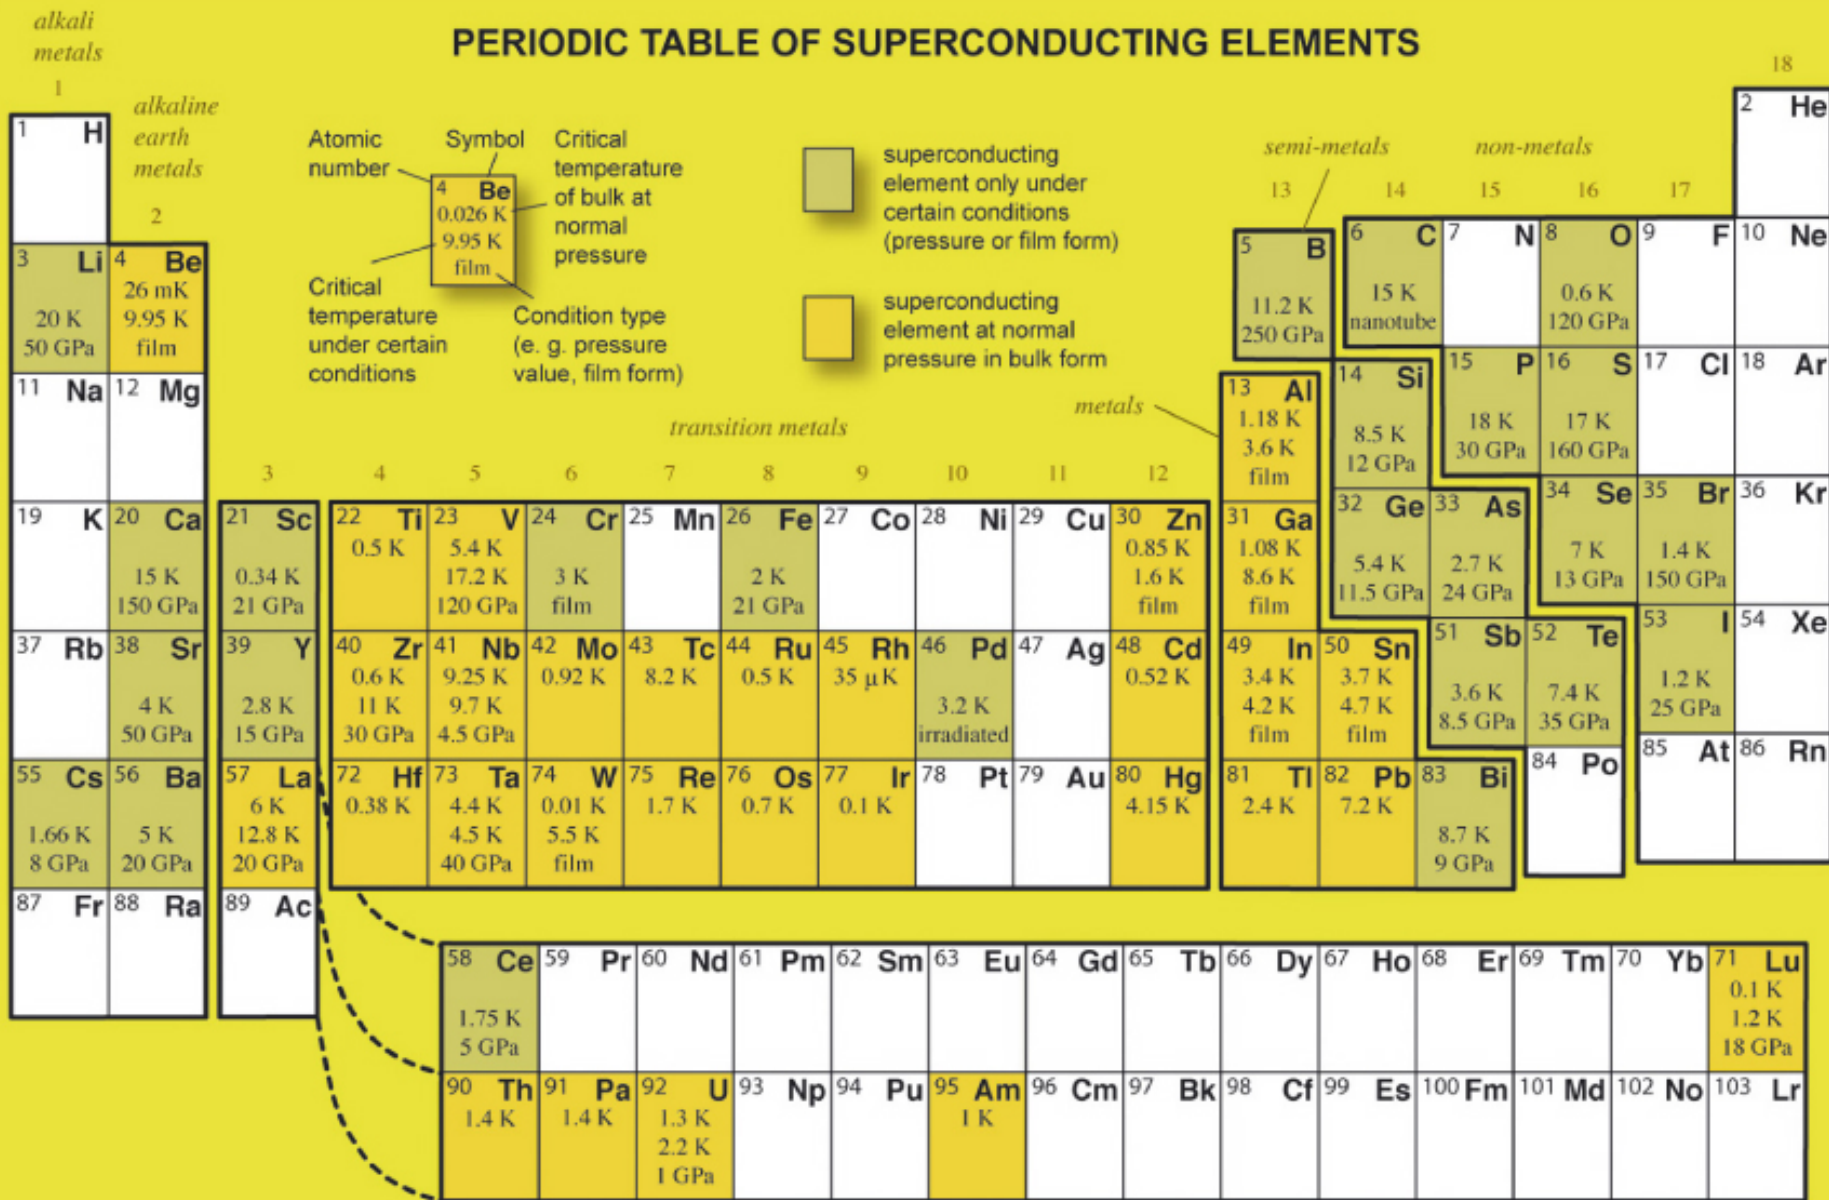 PERIODIC TABLE OF SUPERCONDUCTING ELEMENTS
alkali
metals
1
alkaline
earth
metals
2
Atomic
number
Symbol
Critical
temperature
of bulk at
normal
pressure
4 Be
0.026 K
9.95 K
film
Critical
temperature
under certain
conditions
Condition type
(e. g. pressure
value, film form)
superconducting
element only under
certain conditions
(pressure or film form)
superconducting
element at normal
pressure in bulk form
semi-metals
non-metals
metals
transition metals
13 14 15 16 17 18
3 4 5 6 7 8 9 10 11 12
1 H
2 He
3 Li
20 K
50 GPa
4 Be
26 mK
9.95 K
film
5 B
11.2 K
250 GPa
6 C
15 K
nanotube
7 N
8 O
0.6 K
120 GPa
9 F
10 Ne
11 Na
12 Mg
13 Al
1.18 K
3.6 K
film
14 Si
8.5 K
12 GPa
15 P
18 K
30 GPa
16 S
17 K
160 GPa
17 Cl
18 Ar
19 K
20 Ca
15 K
150 GPa
21 Sc
0.34 K
21 GPa
22 Ti
0.5 K
23 V
5.4 K
17.2 K
120 GPa
24 Cr
3 K
film
25 Mn
26 Fe
2 K
21 GPa
27 Co
28 Ni
29 Cu
30 Zn
0.85 K
1.6 K
film
31 Ga
1.08 K
8.6 K
film
32 Ge
5.4 K
11.5 GPa
33 As
2.7 K
24 GPa
34 Se
7 K
13 GPa
35 Br
1.4 K
150 GPa
36 Kr
37 Rb
38 Sr
4 K
50 GPa
39 Y
2.8 K
15 GPa
40 Zr
0.6 K
11 K
30 GPa
41 Nb
9.25 K
9.7 K
4.5 GPa
42 Mo
0.92 K
43 Tc
8.2 K
44 Ru
0.5 K
45 Rh
35 μK
46 Pd
3.2 K
irradiated
47 Ag
48 Cd
0.52 K
49 In
3.4 K
4.2 K
film
50 Sn
3.7 K
4.7 K
film
51 Sb
3.6 K
8.5 GPa
52 Te
7.4 K
35 GPa
53 I
1.2 K
25 GPa
54 Xe
55 Cs
1.66 K
8 GPa
56 Ba
5 K
20 GPa
57 La
6 K
12.8 K
20 GPa
72 Hf
0.38 K
73 Ta
4.4 K
4.5 K
40 GPa
74 W
0.01 K
5.5 K
film
75 Re
1.7 K
76 Os
0.7 K
77 Ir
0.1 K
78 Pt
79 Au
80 Hg
4.15 K
81 Tl
2.4 K
82 Pb
7.2 K
83 Bi
8.7 K
9 GPa
84 Po
85 At
86 Rn
87 Fr
88 Ra
89 Ac
58 Ce
1.75 K
5 GPa
59 Pr
60 Nd
61 Pm
62 Sm
63 Eu
64 Gd
65 Tb
66 Dy
67 Ho
68 Er
69 Tm
70 Yb
71 Lu
0.1 K
1.2 K
18 GPa
90 Th
1.4 K
91 Pa
1.4 K
92 U
1.3 K
2.2 K
1 GPa
93 Np
94 Pu
95 Am
1 K
96 Cm
97 Bk
98 Cf
99 Es
100 Fm
101 Md
102 No
103 Lr